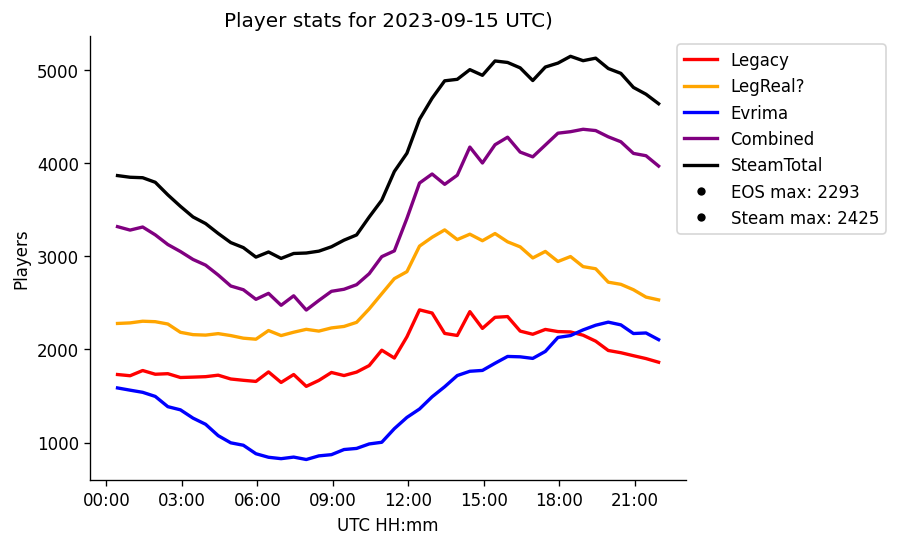 Player stats for 2023-09-15 UTC)
Players
5000
4000
3000
2000
1000
00:00 03:00 06:00 09:00 12:00 15:00 18:00 21:00
UTC HH:mm
Legacy
LegReal?
Evrima
Combined
SteamTotal
EOS max: 2293
Steam max: 2425